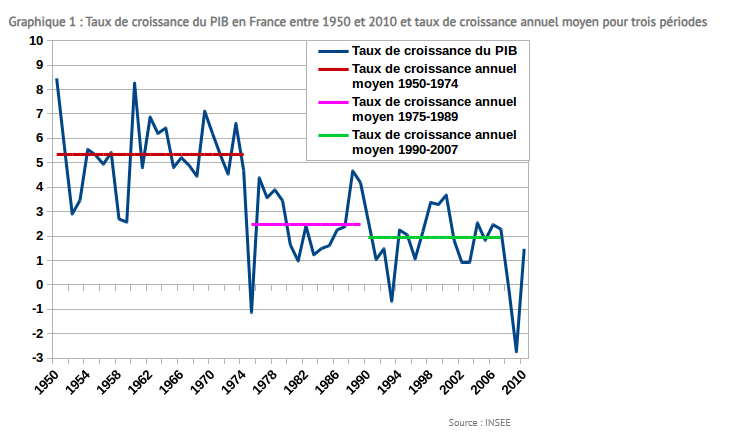 Graphique 1 : Taux de croissance du PIB en France entre 1950 et 2010 et taux de croissance annuel moyen pour trois périodes
10
9
8
7
6
5
4
3
2
1
0
-1
-2
-3
Taux de croissance du PIB
Taux de croissance annuel
moyen 1950-1974
Taux de croissance annuel
moyen 1975-1989
Taux de croissance annuel
moyen 1990-2007
1950 1954 1958 1962 1966 1970 1974 1978 1982 1986 1990 1994 1998 2002 2006 2010
Source : INSEE